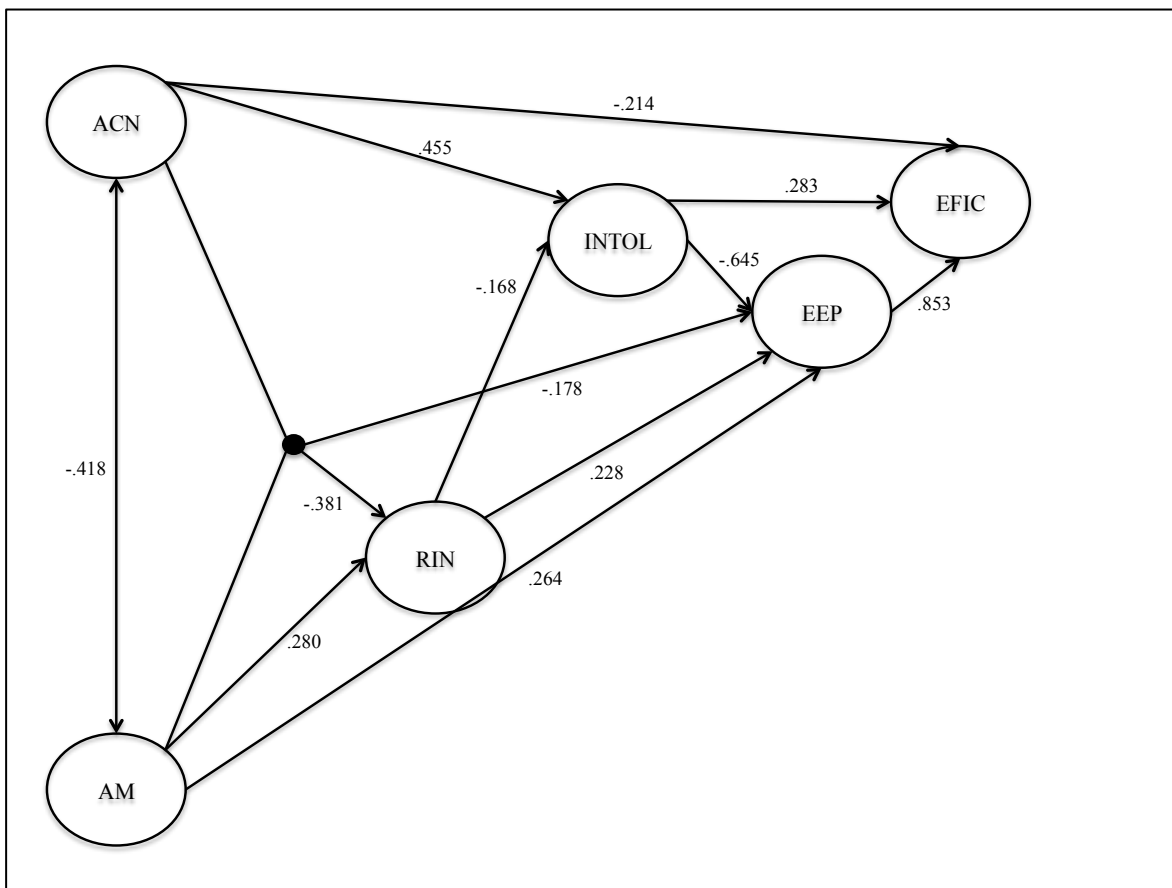 -.214
ACN
.455
.283
EFIC
INTOL
-.645
-.168
EEP
.853
-.178
-.418
.228
-.381
RIN
.264
.280
AM